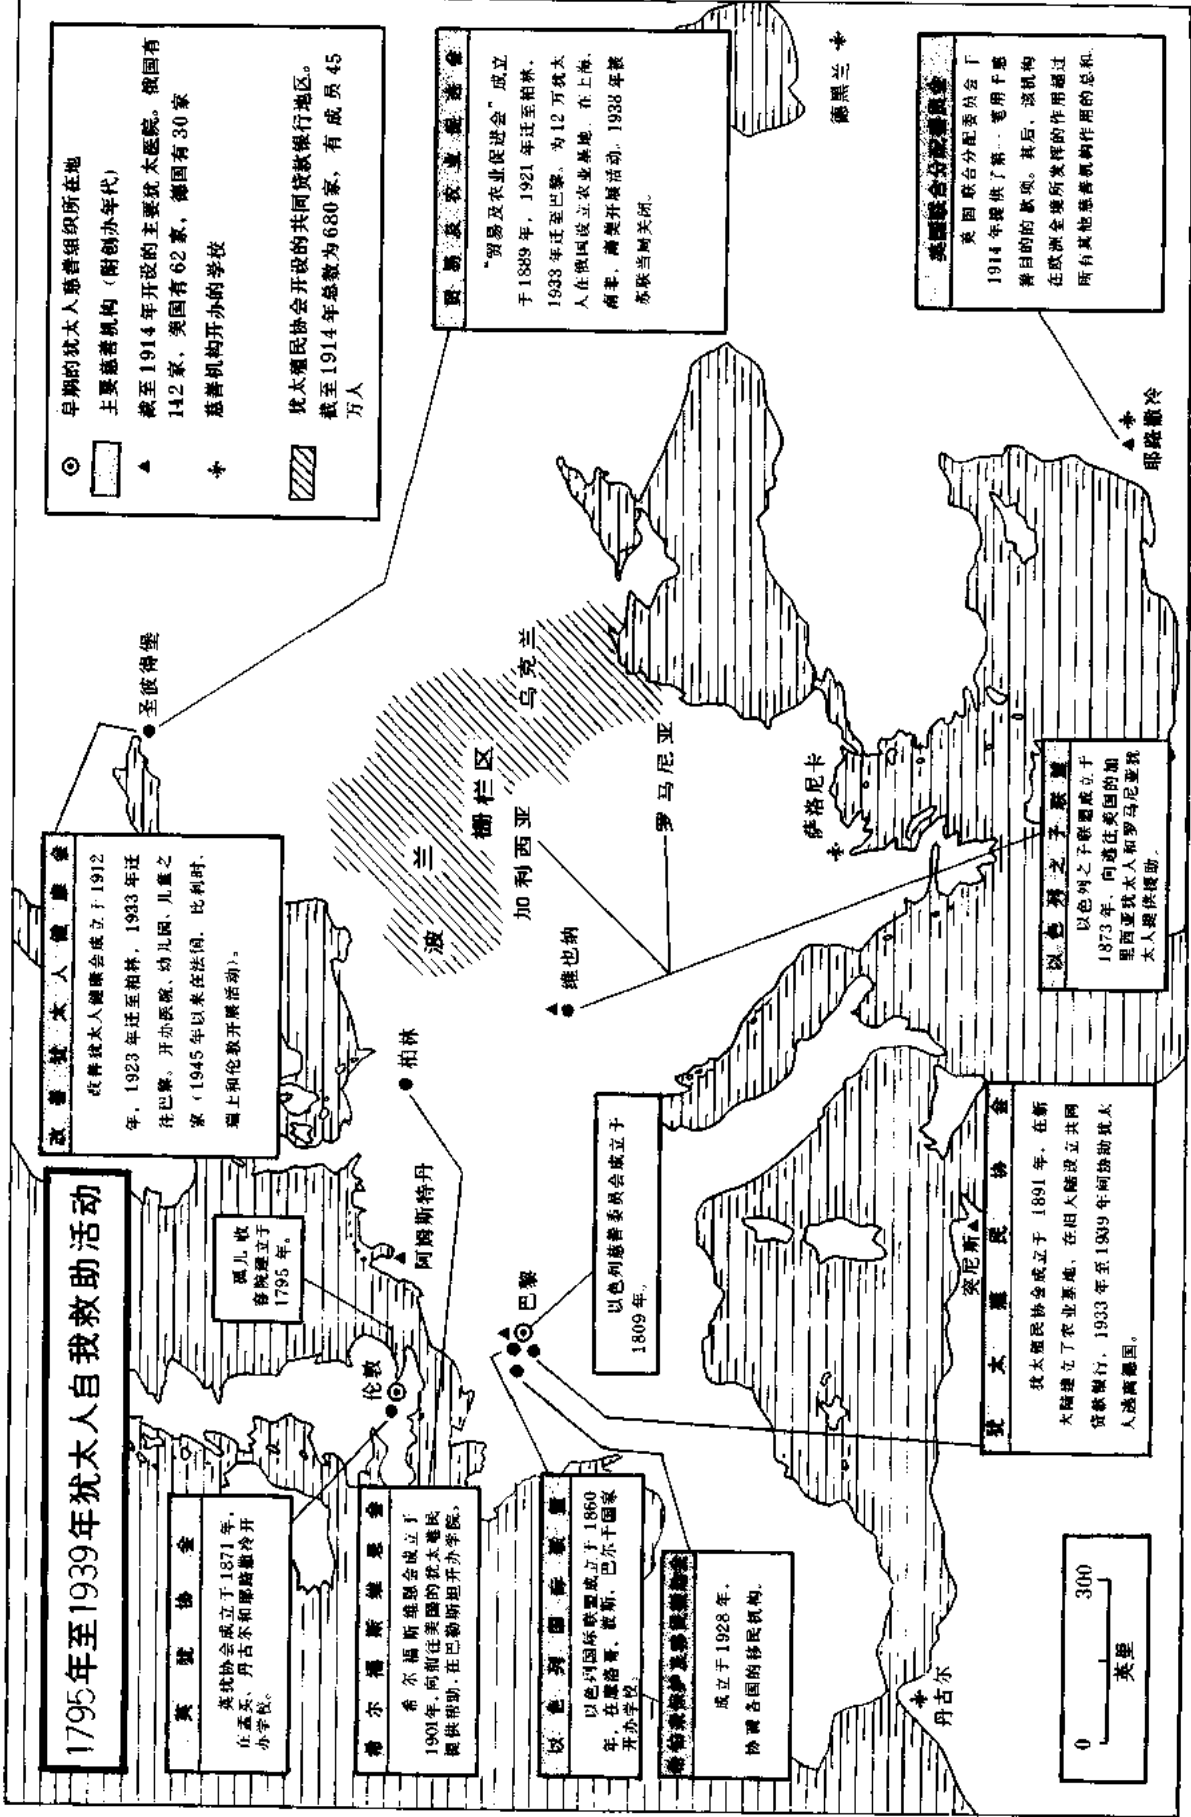 1795年至1939年犹太人自我救助活动
英犹协会
英犹协会成立于1871年，
在孟买、丹古尔和耶路撒冷开
办学校。
希尔福斯维恩会
希尔福斯维恩会成立于
1901年，向前往美国的犹太难民
提供帮助，在巴勒斯坦开办学院。
以色列国际联盟
以色列国际联盟成立于1860
年，在摩洛哥、波斯、巴尔干国家
开办学校。
成立于1928年，
协调各国的移民机构。
0
300
英里
改善犹太人健康会
改善犹太人健康会成立于1912
年，1923年迁至柏林，1933年迁
往巴黎。开办医院、幼儿园、儿童之
家（1945年以来在法国、比利时、
瑞士和伦敦开展活动）。
孤儿收
容院建立于
1795年。
以色列慈善委员会成立于
1809年。
犹太殖民协会
犹太殖民协会成立于1891年，在新
大陆建立了农业基地，在旧大陆设立共同
贷款银行，1933年至1939年间协助犹太
人逃离德国。
以色列之子联盟
以色列之子联盟成立于
1873年，向逃往美国的加
里西亚犹太人和罗马尼亚犹
太人提供援助。
早期的犹太人慈善组织所在地
主要慈善机构（附创办年代）
截至1914年开设的主要犹太医院。俄国有
142家，美国有62家，德国有30家
慈善机构开办的学校
犹太殖民协会开设的共同贷款银行地区。
截至1914年总数为680家，有成员45
万人
贸易及农业促进会
“贸易及农业促进会”成立
于1889年，1921年迁至柏林，
1933年迁至巴黎。为12万犹太
人在俄国设立农业基地，在上海、
南非、南美开展活动，1938年被
苏联当局关闭。
美国联合分配委员会
美国联合分配委员会于
1914年提供了第一笔用于慈
善目的的款项。其后，该机构
在欧洲全境所发挥的作用超过
所有其他慈善机构作用的总和。
圣彼得堡
柏林
阿姆斯特丹
伦敦
巴黎
维也纳
波兰
栅栏区
乌克兰
加利西亚
罗马尼亚
萨洛尼卡
突尼斯
丹古尔
德黑兰
耶路撒冷